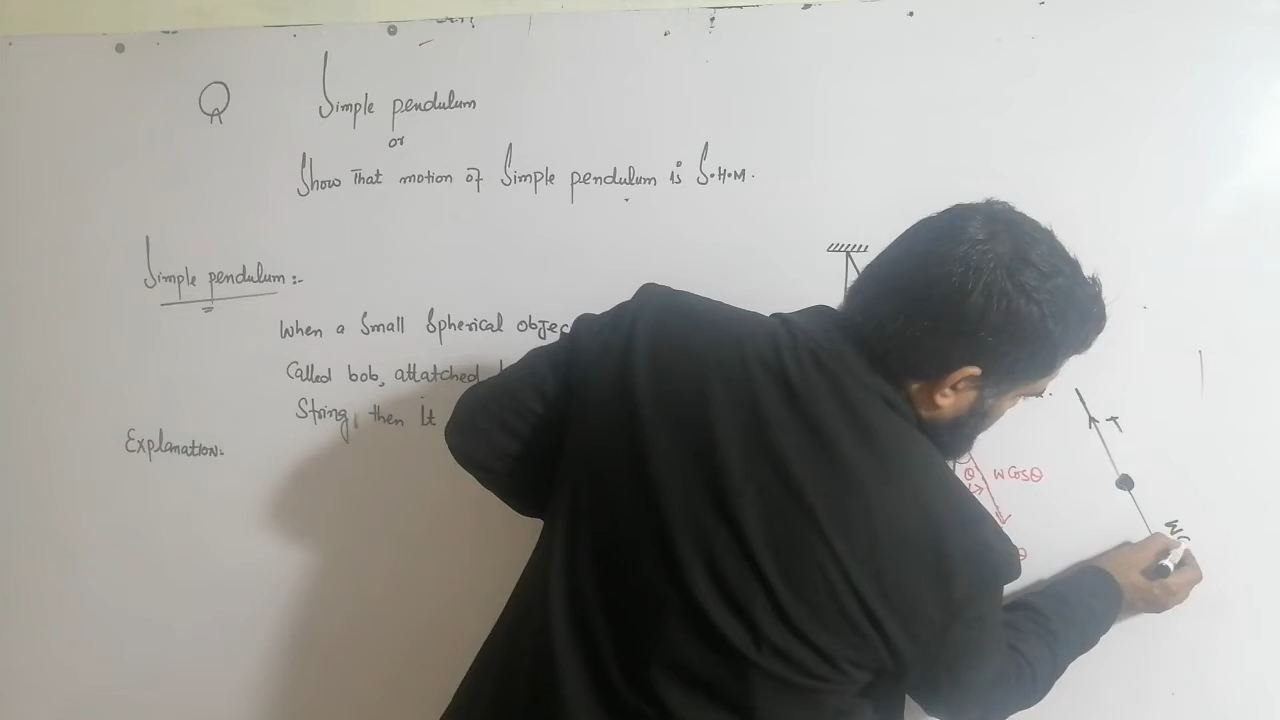 Q Simple pendulum
or
Show That motion of Simple pendulum is S.H.M.
Simple pendulum :-
When a Small Spherical objec
Called bob, attatched
String, then it
Explanation:-
θ W Cosθ
θ
T
W